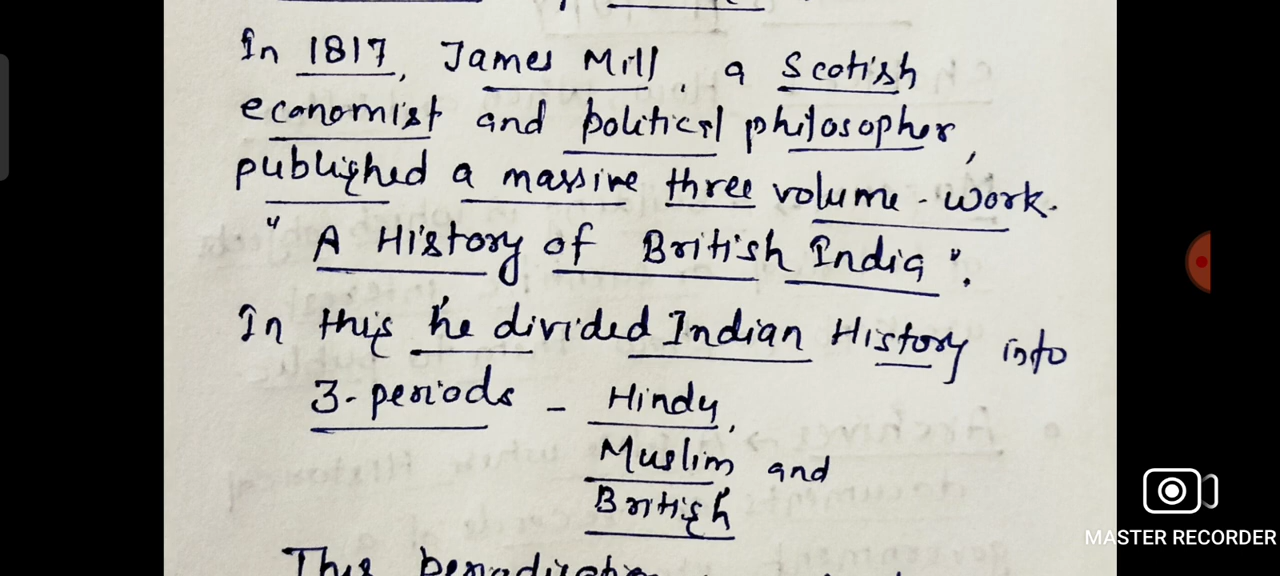 In 1817, James Mill, a Scotish
economist and political philosopher,
published a massive three volume - work.
" A History of British India ".
In this he divided Indian History into
3 - periods - Hindu,
Muslim and
British
This
MASTER RECORDER